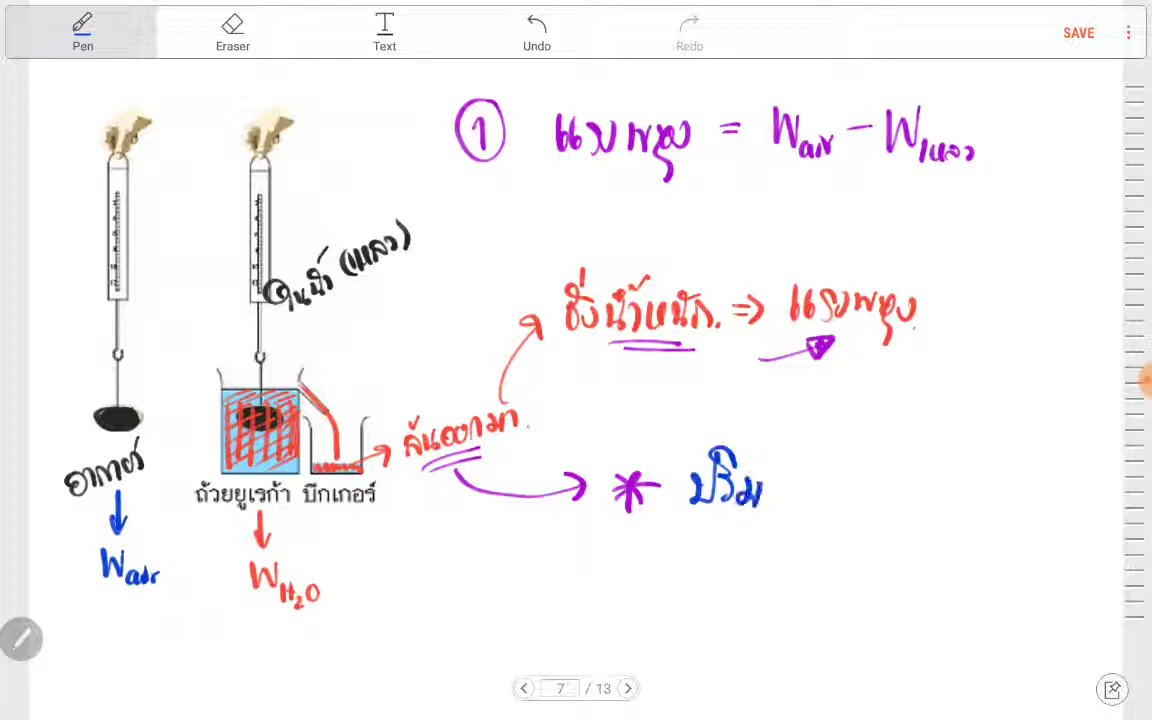 Pen
Eraser
Text
Undo
Redo
SAVE
① แรงพยุง = Wair - Wเหลว
ในน้ำ (เหลว)
ชั่งน้ำหนัก. => แรงพยุง.
ล้นออกมา.
อากาศ
* ปริม
ถ้วยยูเรก้า บีกเกอร์
Wair
WH₂O
7 / 13